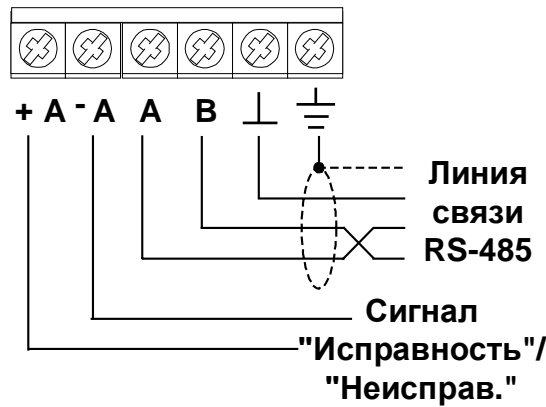 + A - A A B
Линия
связи
RS-485
Сигнал
"Исправность"/
"Неисправ."